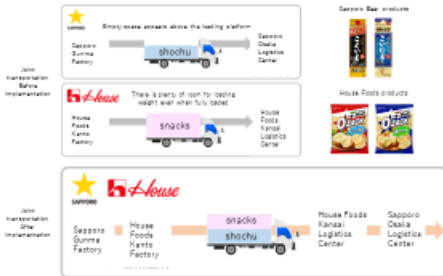 Empty space appears above the loading platform
Sapporo Beer products
SAPPORO
Sapporo
Gunma
Factory
shochu
Sapporo
Osaka
Logistics
Center
Joint
transportation
Before
Implementation
House
There is plenty of room for loading
weight even when fully loaded
House Foods products
House
Foods
Kanto
Factory
snacks
House
Foods
Kansai
Logistics
Center
SAPPORO
House
Joint
transportation
After
Implementation
Sapporo
Gunma
Factory
House
Foods
Kanto
Factory
snacks
shochu
House Foods
Kansai
Logistics
Center
Sapporo
Osaka
Logistics
Center